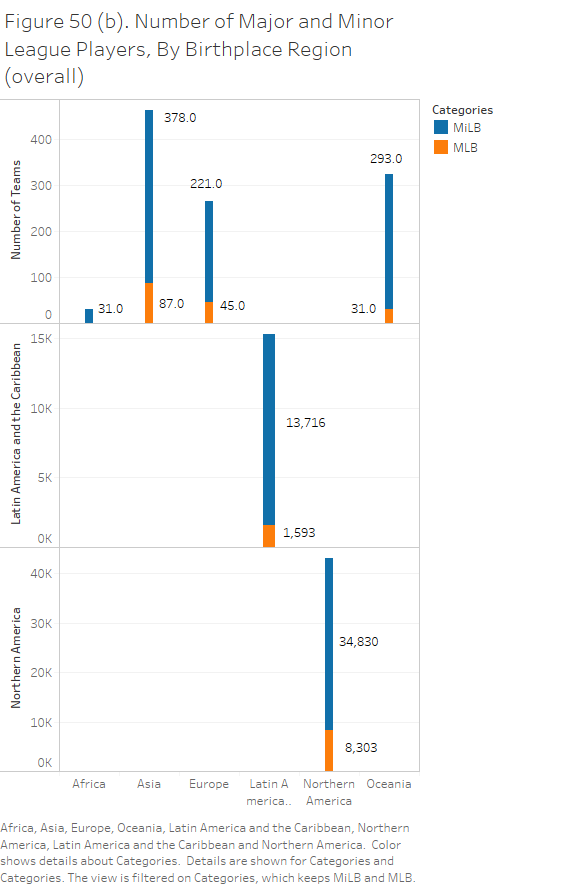 Figure 50 (b). Number of Major and Minor
League Players, By Birthplace Region
(overall)
Categories
MiLB
MLB
Number of Teams
400
300
200
100
0
378.0
293.0
221.0
31.0
87.0
45.0
31.0
Latin America and the Caribbean
15K
10K
5K
0K
13,716
1,593
Northern America
40K
30K
20K
10K
0K
34,830
8,303
Africa
Asia
Europe
Latin A
merica..
Northern
America
Oceania
Africa, Asia, Europe, Oceania, Latin America and the Caribbean, Northern
America, Latin America and the Caribbean and Northern America. Color
shows details about Categories. Details are shown for Categories and
Categories. The view is filtered on Categories, which keeps MiLB and MLB.